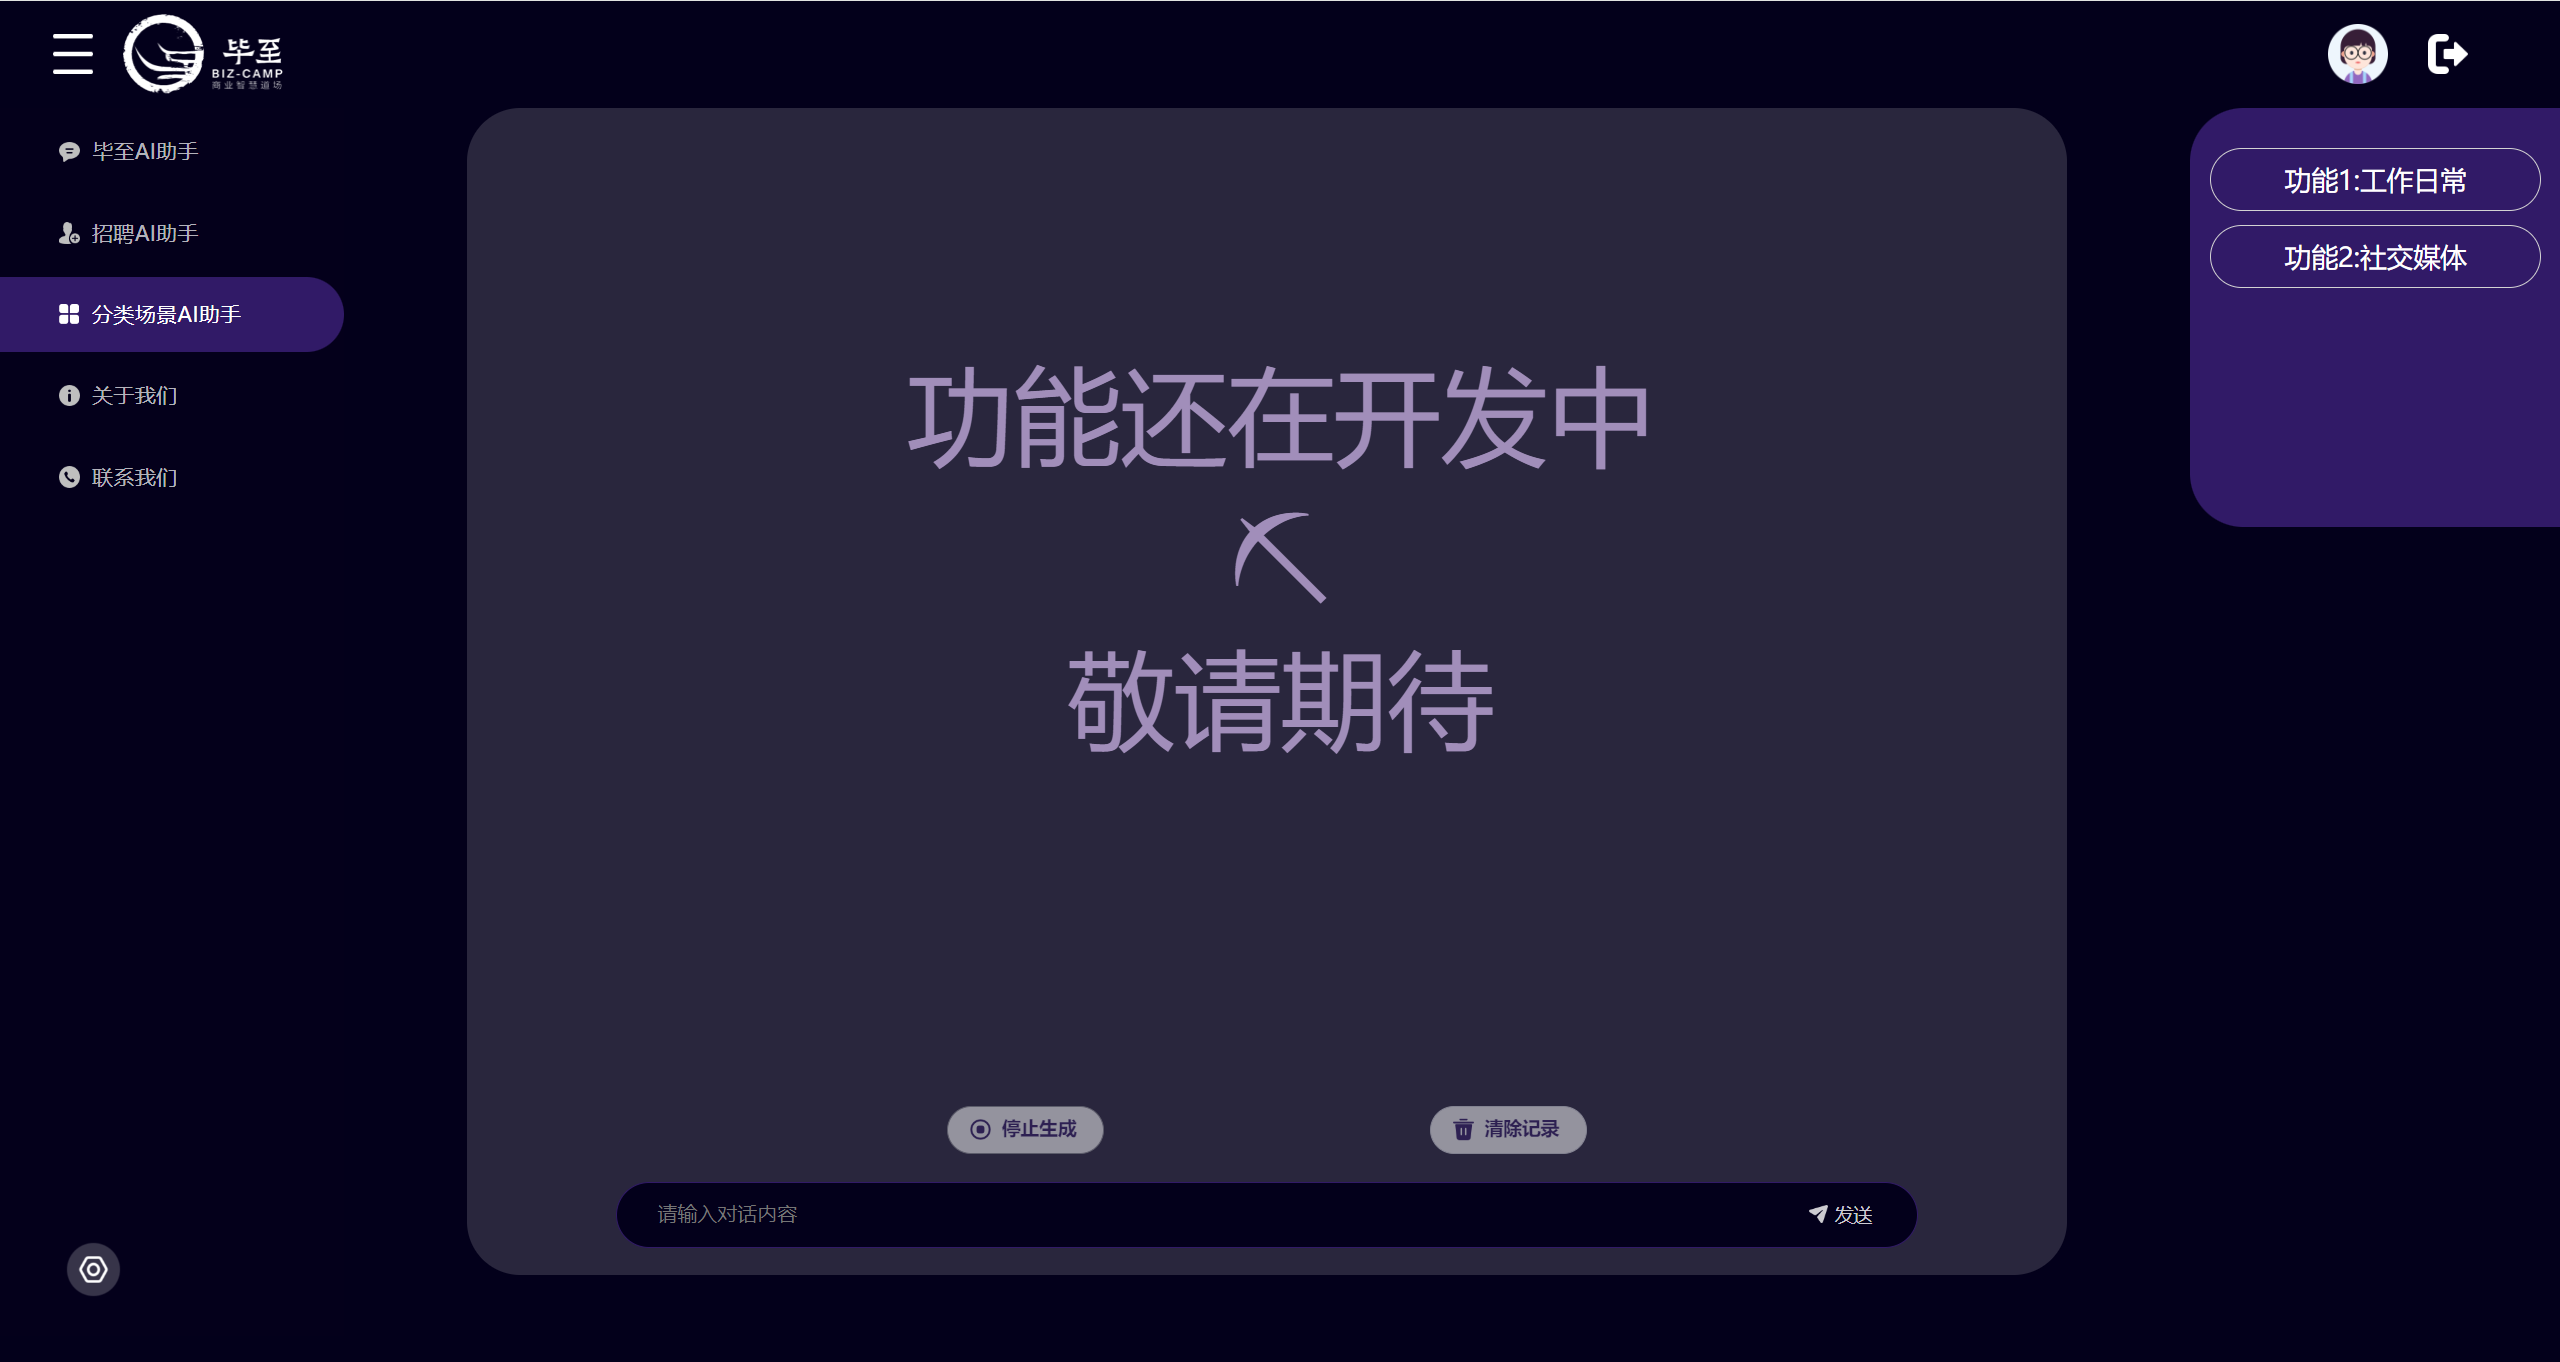 毕至
BIZ-CAMP
商业智慧道场
毕至AI助手
招聘AI助手
分类场景AI助手
关于我们
联系我们
功能还在开发中
敬请期待
停止生成
清除记录
请输入对话内容
发送
功能1:工作日常
功能2:社交媒体